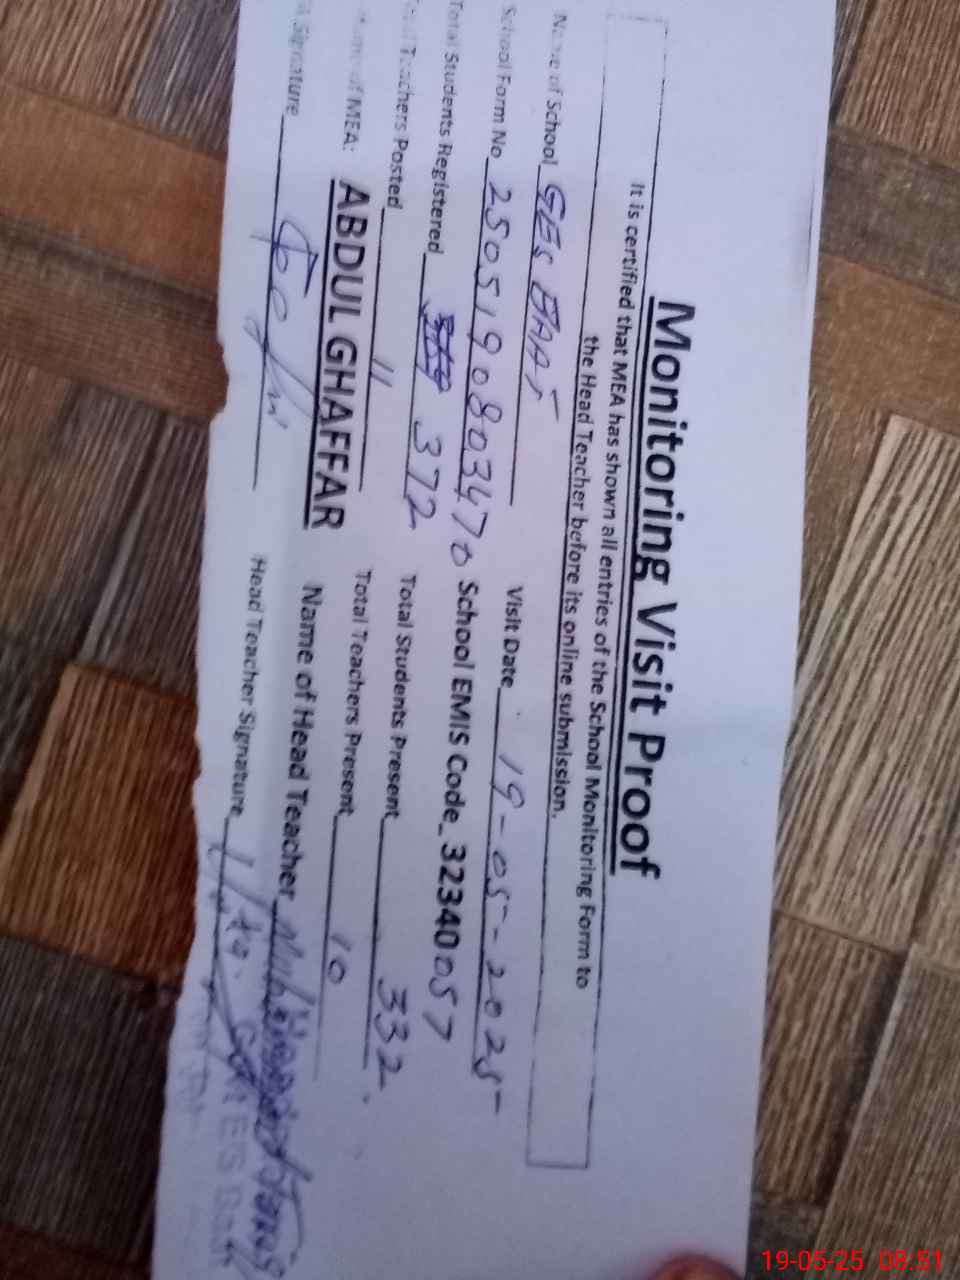 Monitoring Visit Proof
It is certified that MEA has shown all entries of the School Monitoring Form to
the Head Teacher before its online submission.
Name of School GES BAAT Visit Date 19-05-2025
School Form No 25051908034 70 School EMIS Code 32340057
Total Students Registered 372 Total Students Present 332
Total Teachers Posted 11 Total Teachers Present 10
Name of MEA: ABDUL GHAFFAR Name of Head Teacher
Signature Head Teacher Signature
19-05-25 08:51